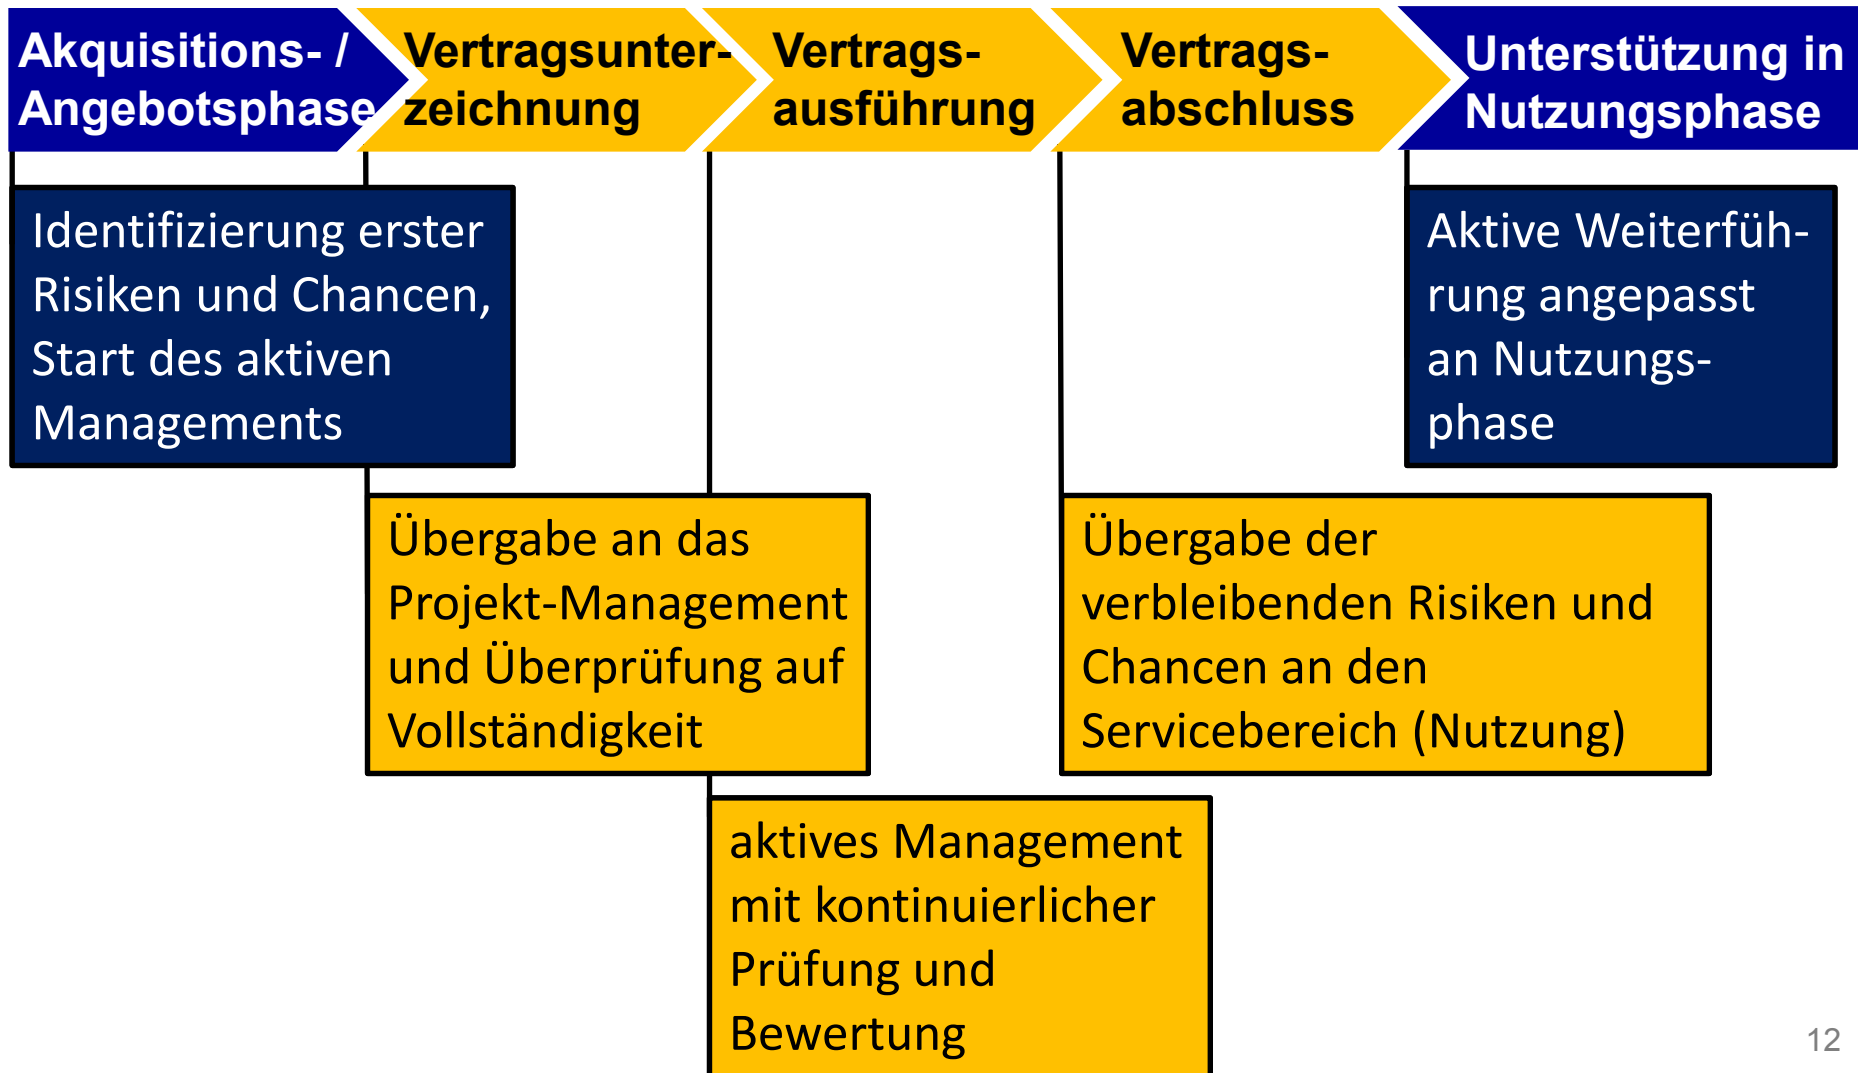 Akquisitions- /
Angebotsphase
Vertragsunter-
zeichnung
Vertrags-
ausführung
Vertrags-
abschluss
Unterstützung in
Nutzungsphase
Identifizierung erster
Risiken und Chancen,
Start des aktiven
Managements
Aktive Weiterfüh-
rung angepasst
an Nutzungs-
phase
Übergabe an das
Projekt-Management
und Überprüfung auf
Vollständigkeit
Übergabe der
verbleibenden Risiken und
Chancen an den
Servicebereich (Nutzung)
aktives Management
mit kontinuierlicher
Prüfung und
Bewertung
12